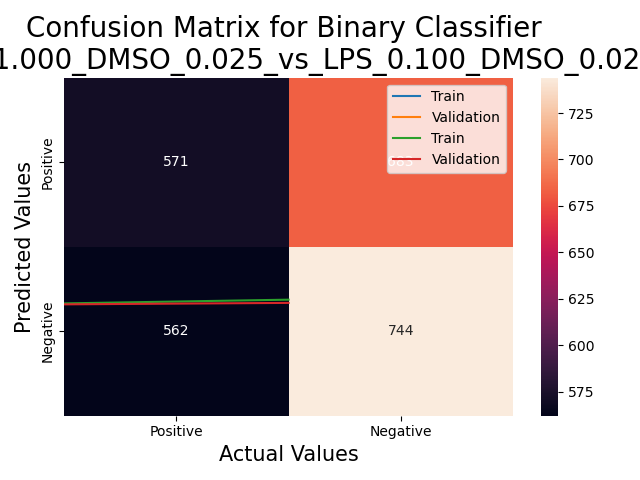 Confusion Matrix for Binary Classifier
1.000_DMSO_0.025_vs_LPS_0.100_DMSO_0.02
Train
Validation
Train
Validation
725
700
675
650
625
600
575
Predicted Values
Positive
Negative
571
562
744
Positive
Negative
Actual Values